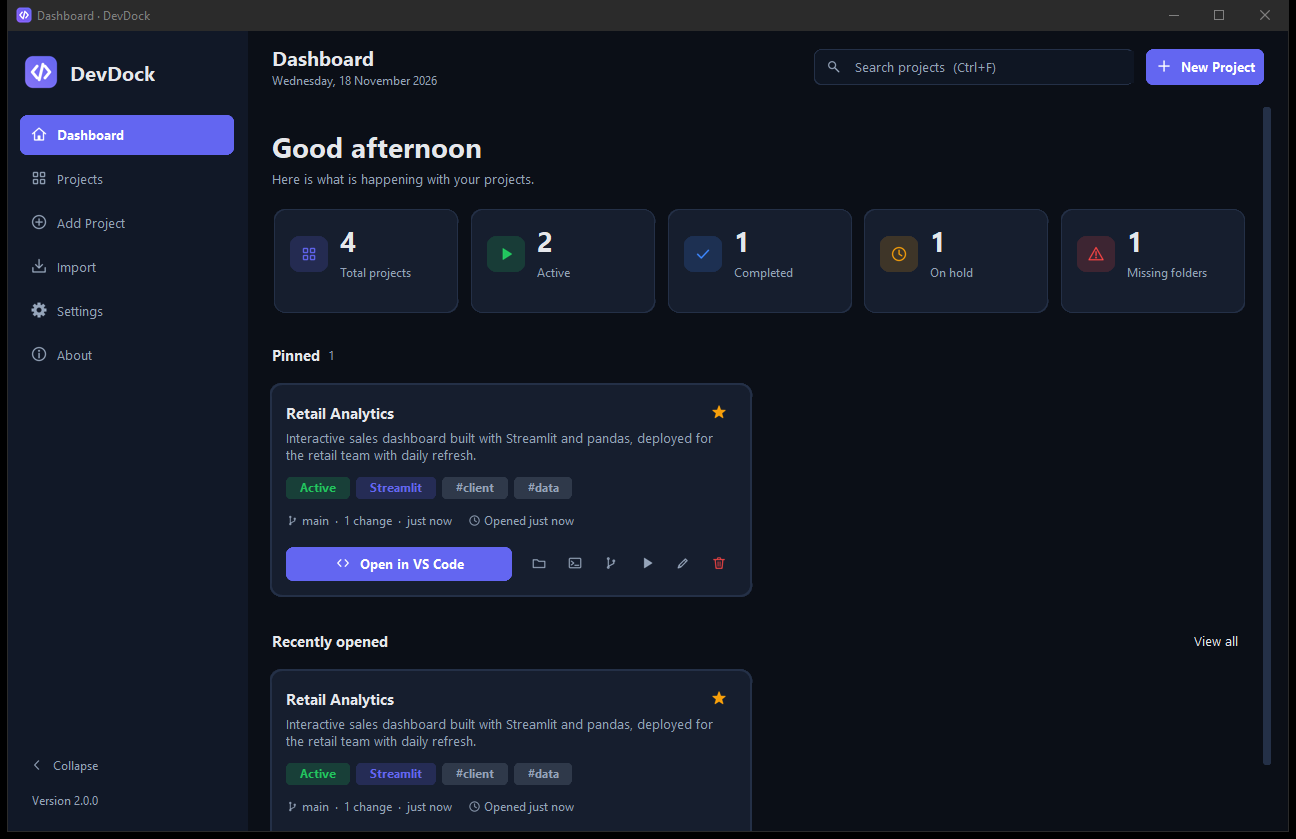 Dashboard · DevDock
DevDock
Dashboard
Projects
Add Project
Import
Settings
About
Collapse
Version 2.0.0
Dashboard
Wednesday, 18 November 2026
Search projects (Ctrl+F)
New Project
Good afternoon
Here is what is happening with your projects.
4
Total projects
2
Active
1
Completed
1
On hold
1
Missing folders
Pinned 1
Retail Analytics
Interactive sales dashboard built with Streamlit and pandas, deployed for
the retail team with daily refresh.
Active Streamlit #client #data
main · 1 change · just now Opened just now
Open in VS Code
Recently opened View all
Retail Analytics
Interactive sales dashboard built with Streamlit and pandas, deployed for
the retail team with daily refresh.
Active Streamlit #client #data
main · 1 change · just now Opened just now